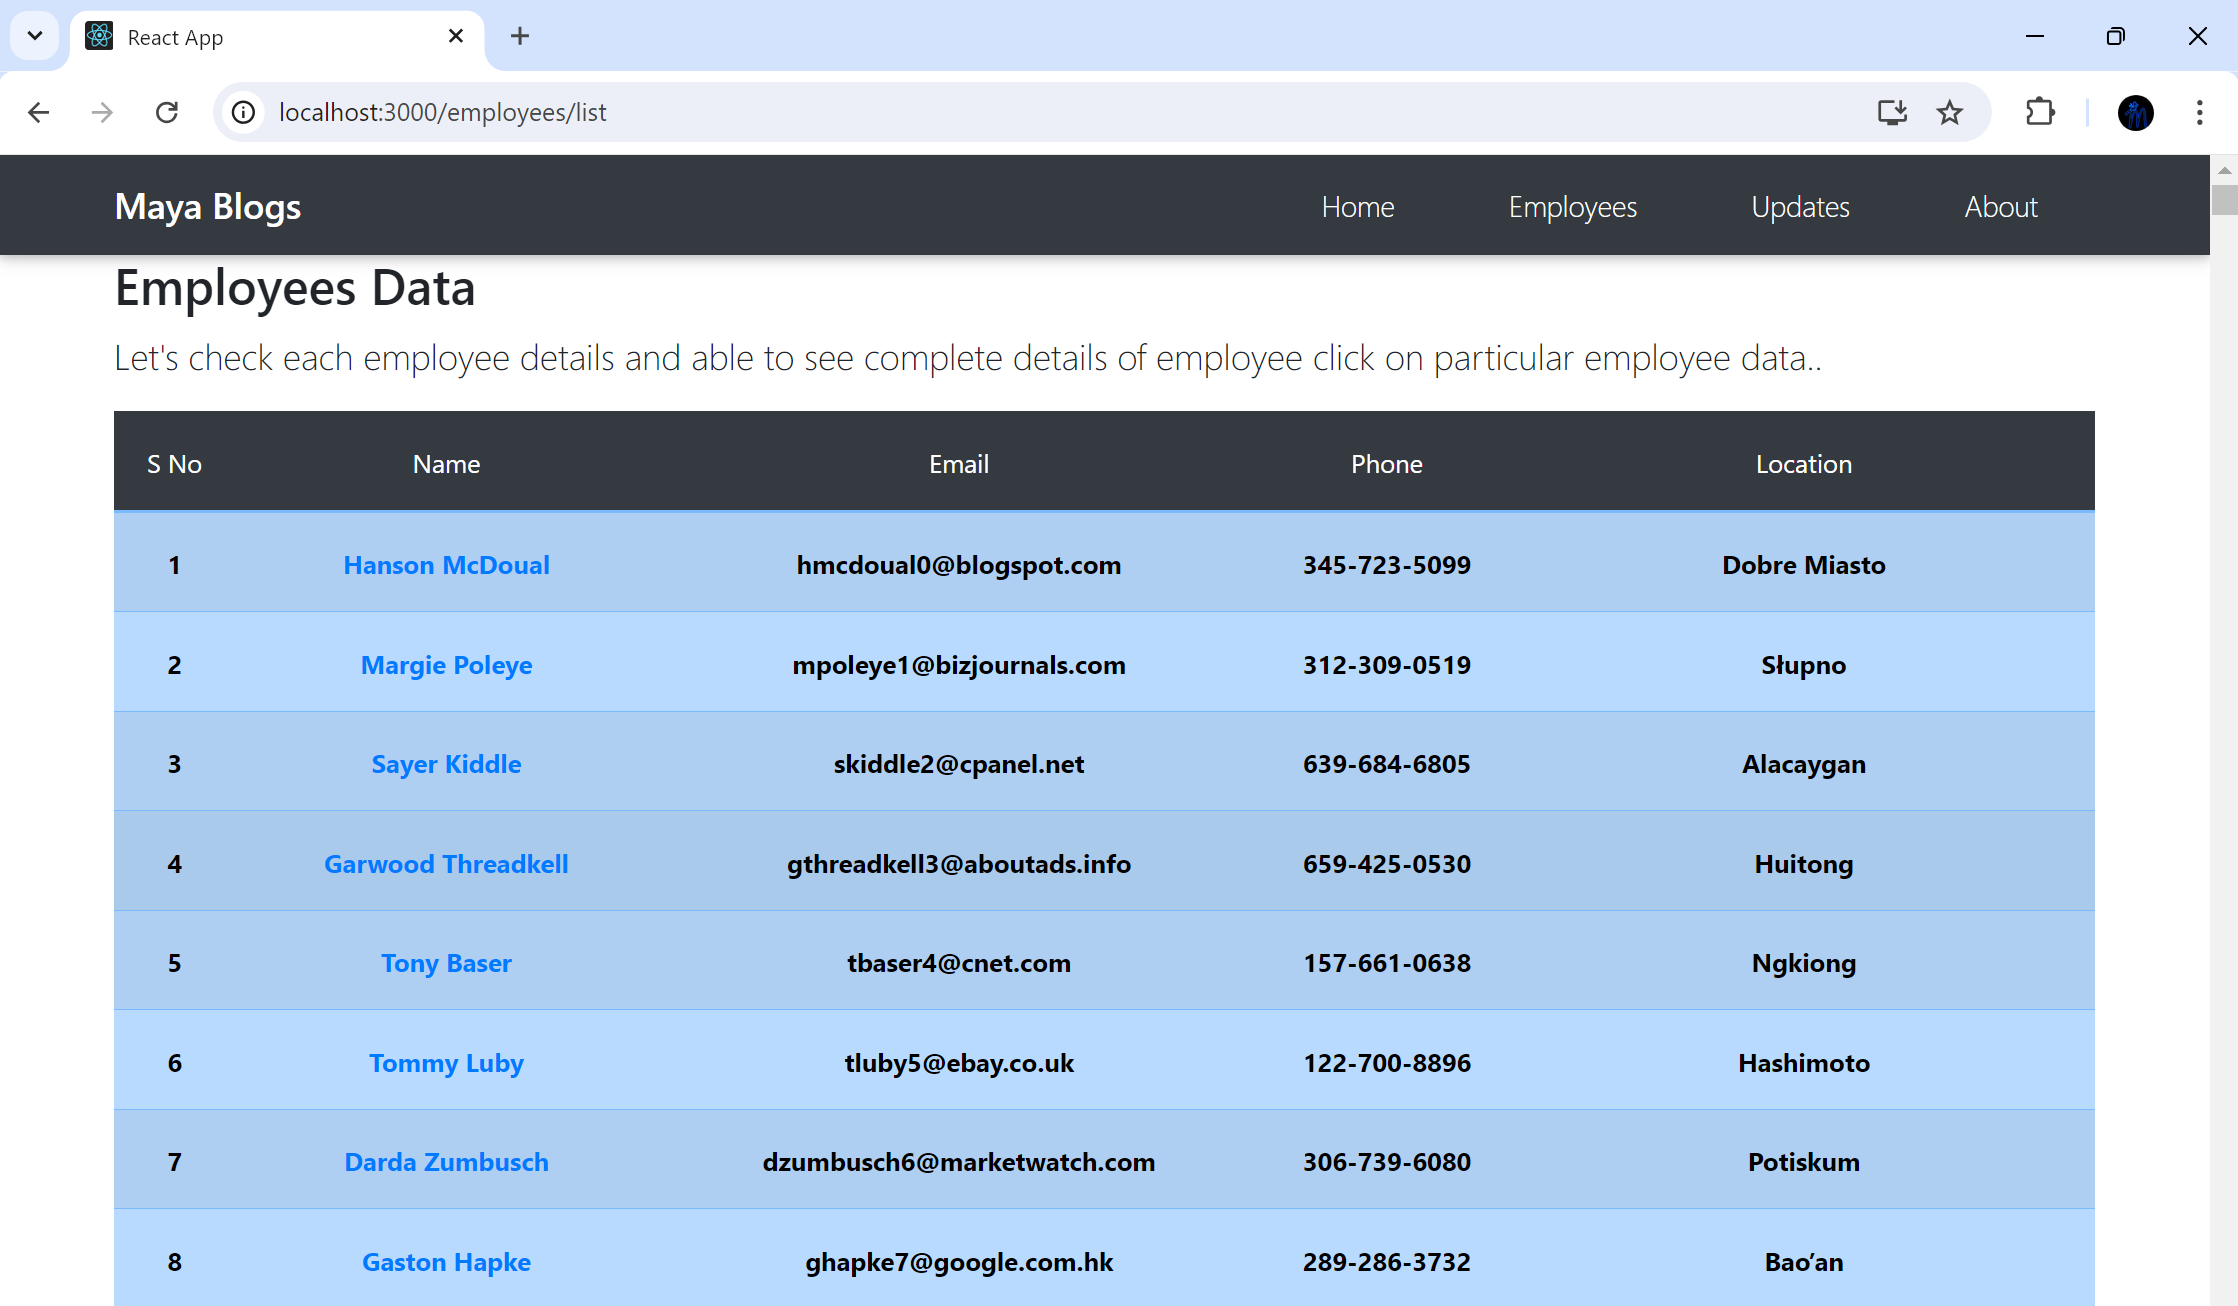 React App
localhost:3000/employees/list
Maya Blogs Home Employees Updates About
Employees Data
Let's check each employee details and able to see complete details of employee click on particular employee data..
S No Name Email Phone Location
1 Hanson McDoual hmcdoual0@blogspot.com 345-723-5099 Dobre Miasto
2 Margie Poleye mpoleye1@bizjournals.com 312-309-0519 Słupno
3 Sayer Kiddle skiddle2@cpanel.net 639-684-6805 Alacaygan
4 Garwood Threadkell gthreadkell3@aboutads.info 659-425-0530 Huitong
5 Tony Baser tbaser4@cnet.com 157-661-0638 Ngkiong
6 Tommy Luby tluby5@ebay.co.uk 122-700-8896 Hashimoto
7 Darda Zumbusch dzumbusch6@marketwatch.com 306-739-6080 Potiskum
8 Gaston Hapke ghapke7@google.com.hk 289-286-3732 Bao’an